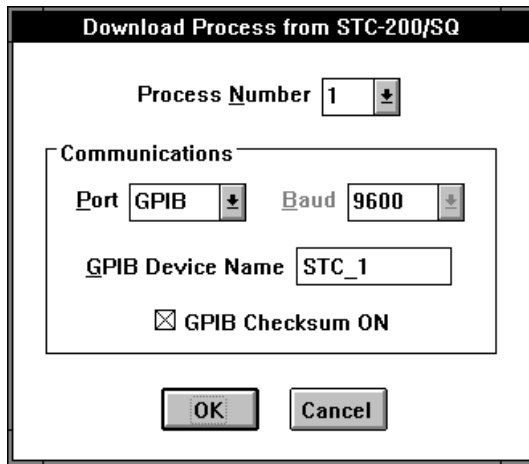 Download Process from STC-200/SQ
Process Number 1
Communications
Port GPIB Baud 9600
GPIB Device Name STC_1
GPIB Checksum ON
OK Cancel